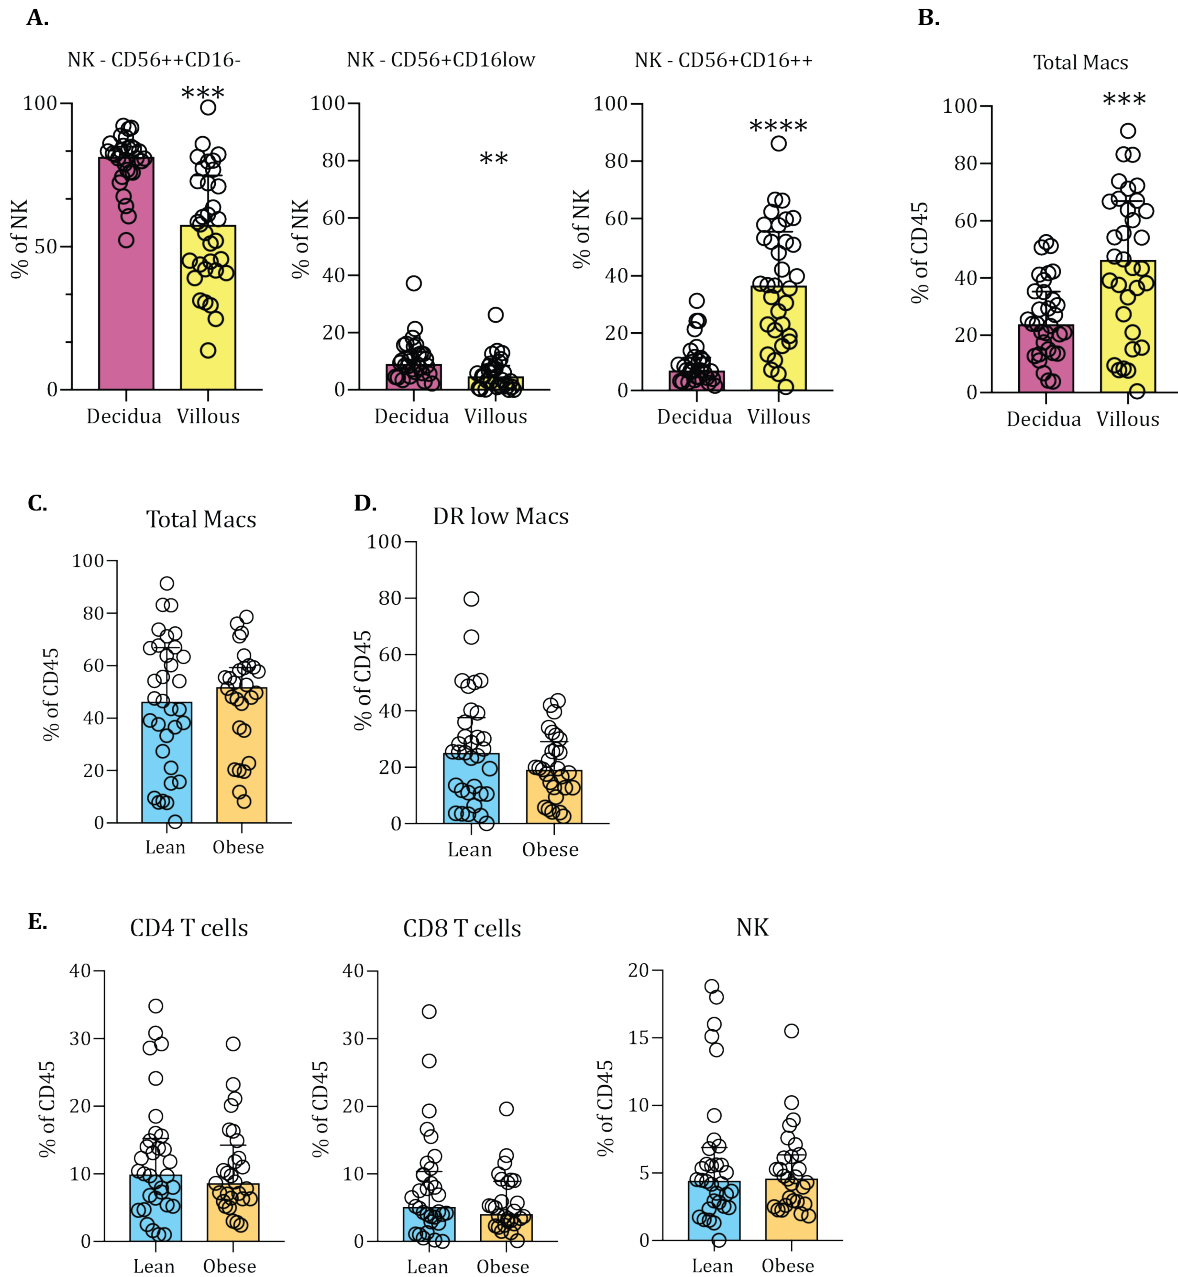 A.
B.
NK - CD56++CD16-
NK - CD56+CD16low
NK - CD56+CD16++
Total Macs
***
**
****
***
% of NK
100
50
0
Decidua Villous
% of NK
100
80
60
40
20
0
Decidua Villous
% of NK
100
80
60
40
20
0
Decidua Villous
% of CD45
100
80
60
40
20
0
Decidua Villous
C.
D.
Total Macs
DR low Macs
% of CD45
100
80
60
40
20
0
Lean Obese
% of CD45
100
80
60
40
20
0
Lean Obese
E.
CD4 T cells
CD8 T cells
NK
% of CD45
40
30
20
10
0
Lean Obese
% of CD45
40
30
20
10
0
Lean Obese
% of CD45
20
15
10
5
0
Lean Obese